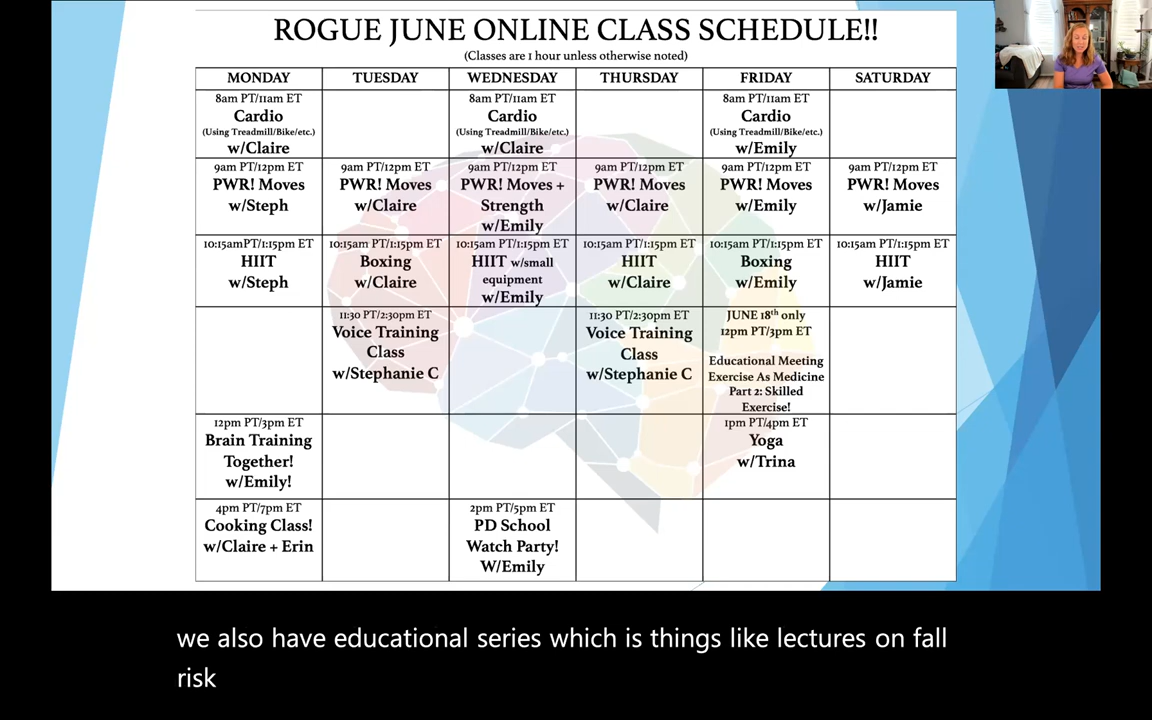 ROGUE JUNE ONLINE CLASS SCHEDULE!!
(Classes are 1 hour unless otherwise noted)
MONDAY TUESDAY WEDNESDAY THURSDAY FRIDAY SATURDAY
8am PT/11am ET
Cardio
(Using Treadmill/Bike/etc.)
w/Claire
8am PT/11am ET
Cardio
(Using Treadmill/Bike/etc.)
w/Claire
8am PT/11am ET
Cardio
(Using Treadmill/Bike/etc.)
w/Emily
9am PT/12pm ET
PWR! Moves
w/Steph
9am PT/12pm ET
PWR! Moves
w/Claire
9am PT/12pm ET
PWR! Moves +
Strength
w/Emily
9am PT/12pm ET
PWR! Moves
w/Claire
9am PT/12pm ET
PWR! Moves
w/Emily
9am PT/12pm ET
PWR! Moves
w/Jamie
10:15amPT/1:15pm ET
HIIT
w/Steph
10:15am PT/1:15pm ET
Boxing
w/Claire
10:15am PT/1:15pm ET
HIIT w/small
equipment
w/Emily
10:15am PT/1:15pm ET
HIIT
w/Claire
10:15am PT/1:15pm ET
Boxing
w/Emily
10:15am PT/1:15pm ET
HIIT
w/Jamie
11:30 PT/2:30pm ET
Voice Training
Class
w/Stephanie C
11:30 PT/2:30pm ET
Voice Training
Class
w/Stephanie C
JUNE 18th only
12pm PT/3pm ET
Educational Meeting
Exercise As Medicine
Part 2: Skilled
Exercise!
12pm PT/3pm ET
Brain Training
Together!
w/Emily!
1pm PT/4pm ET
Yoga
w/Trina
4pm PT/7pm ET
Cooking Class!
w/Claire + Erin
2pm PT/5pm ET
PD School
Watch Party!
W/Emily
we also have educational series which is things like lectures on fall
risk